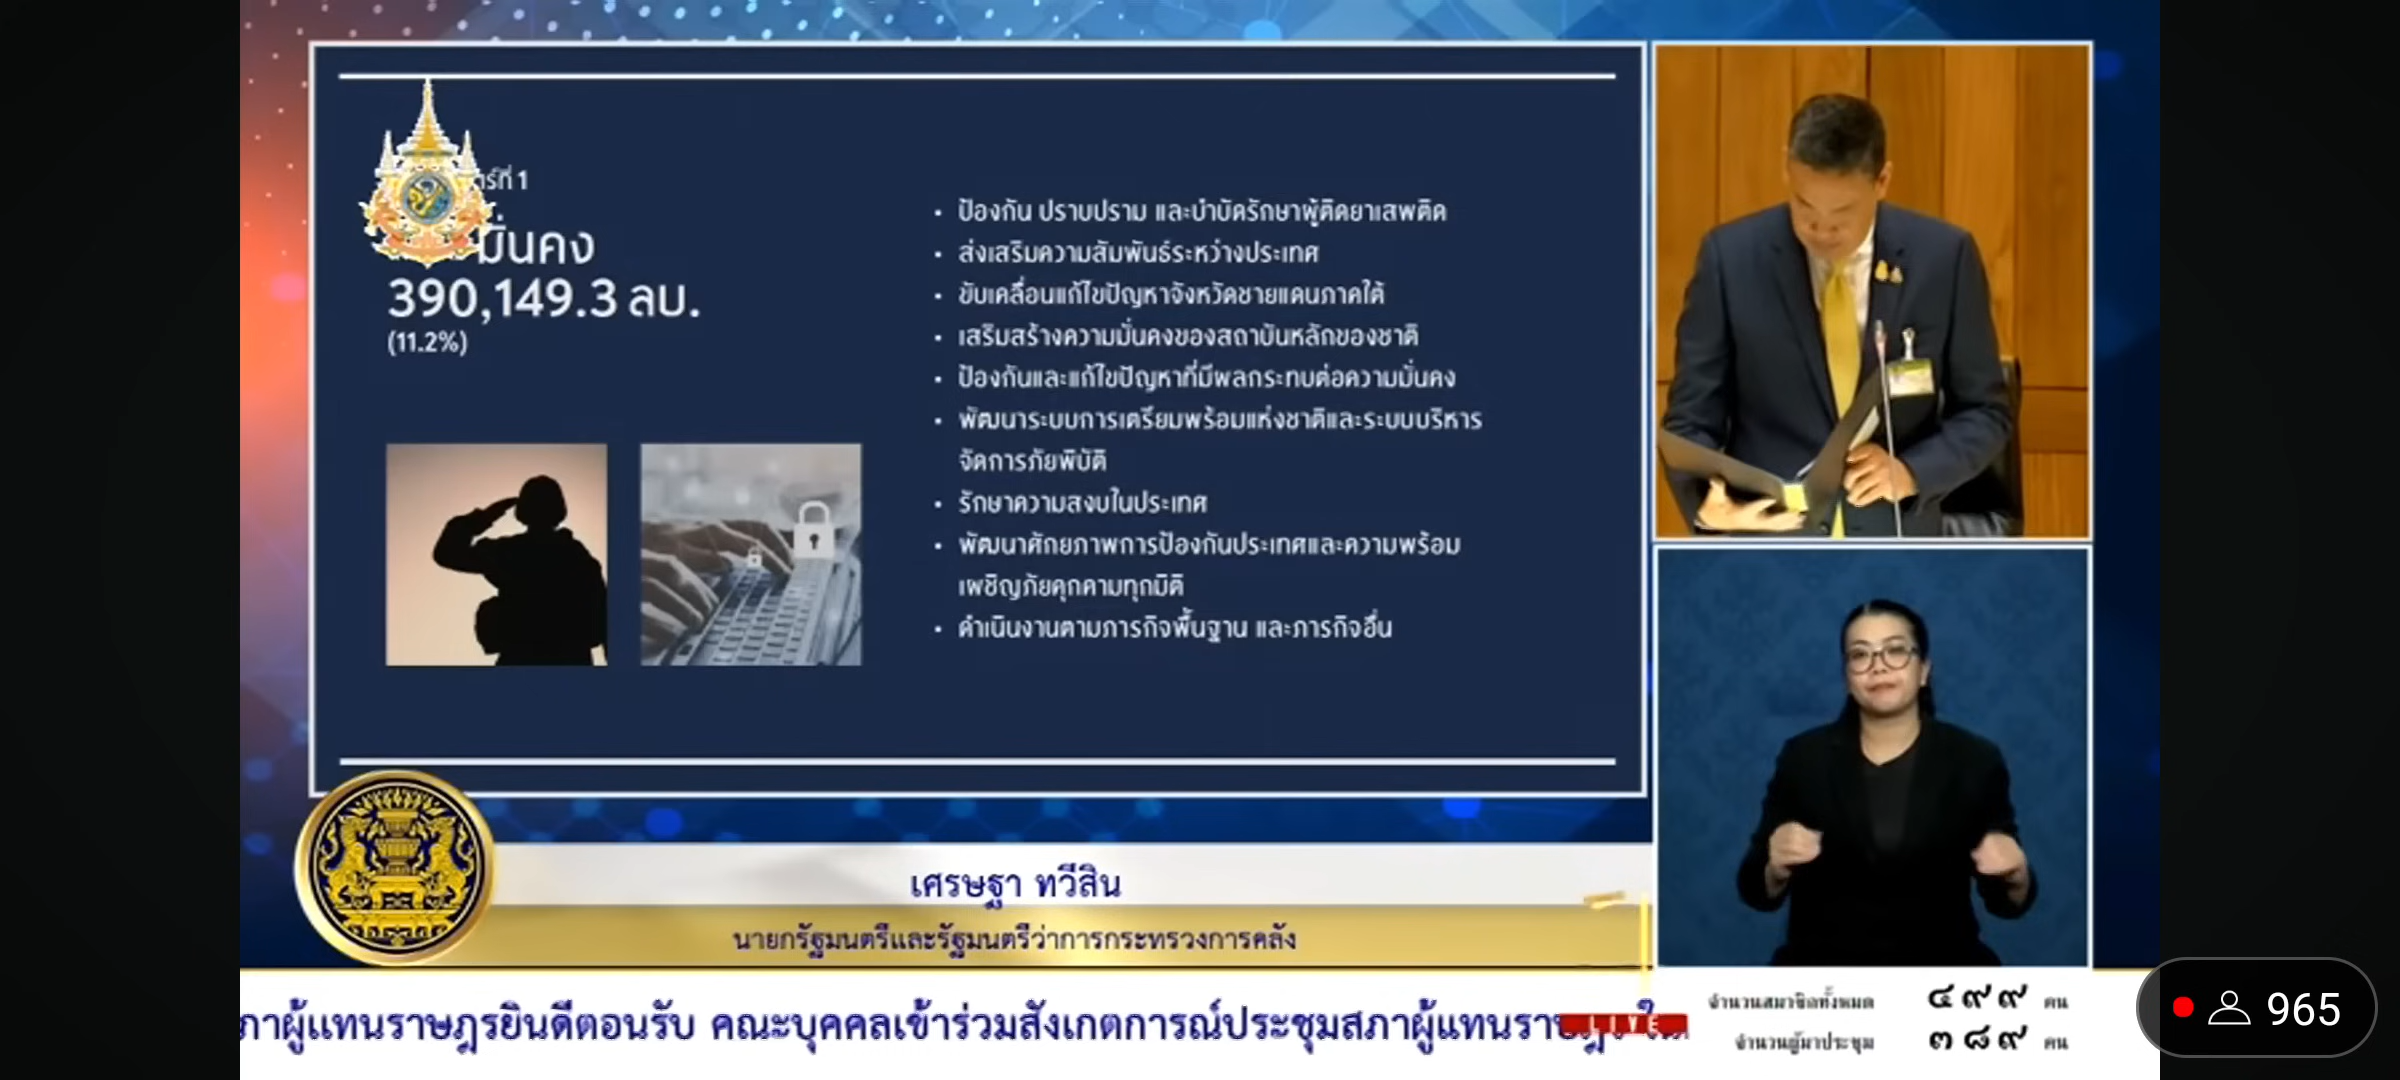 ร์ที่ 1
มั่นคง
390,149.3 ลบ.
(11.2%)
• ป้องกัน ปราบปราม และบำบัดรักษาผู้ติดยาเสพติด
• ส่งเสริมความสัมพันธ์ระหว่างประเทศ
• ขับเคลื่อนแก้ไขปัญหาจังหวัดชายแดนภาคใต้
• เสริมสร้างความมั่นคงของสถาบันหลักของชาติ
• ป้องกันและแก้ไขปัญหาที่มีผลกระทบต่อความมั่นคง
• พัฒนาระบบการเตรียมพร้อมแห่งชาติและระบบบริหาร
จัดการภัยพิบัติ
• รักษาความสงบในประเทศ
• พัฒนาศักยภาพการป้องกันประเทศและความพร้อม
เผชิญภัยคุกคามทุกมิติ
• ดำเนินงานตามภารกิจพื้นฐาน และภารกิจอื่น
เศรษฐา ทวีสิน
นายกรัฐมนตรีและรัฐมนตรีว่าการกระทรวงการคลัง
ภาผู้แทนราษฎรยินดีตอนรับ คณะบุคคลเข้าร่วมสังเกตการณ์ประชุมสภาผู้แทนราษฎร
LIVE
จำนวนสมาชิกทั้งหมด ๔๙๙ คน
จำนวนผู้มาประชุม ๓๘๙ คน
965